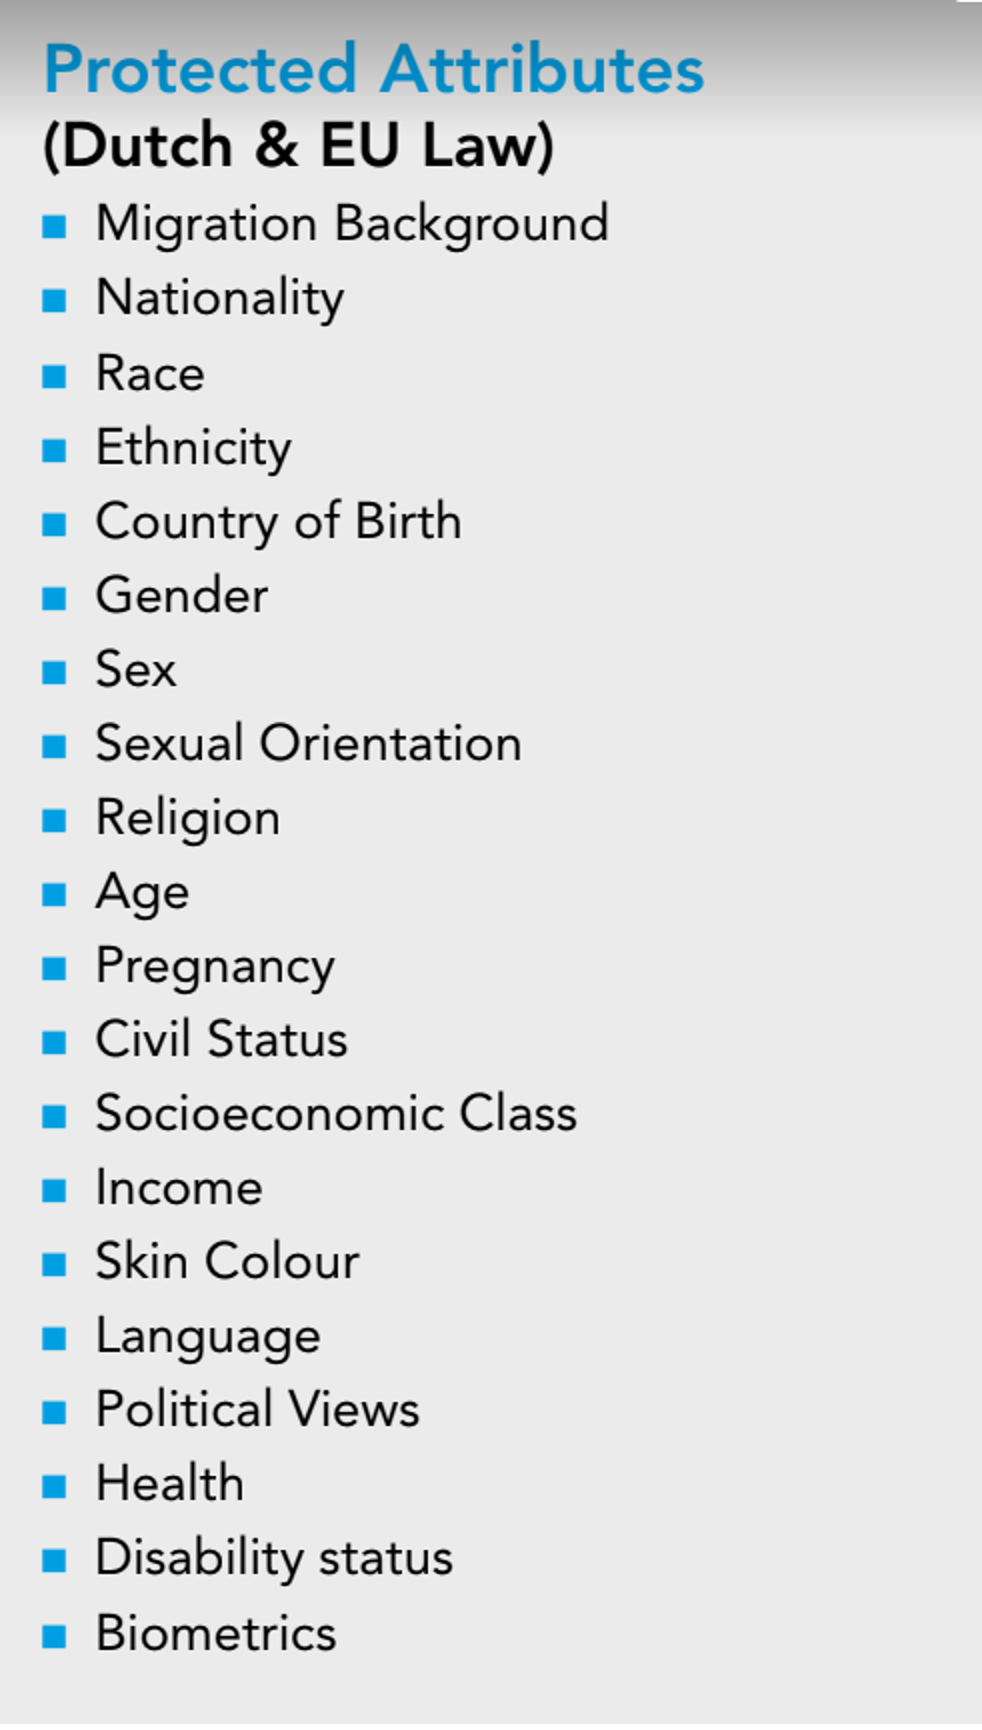 Protected Attributes
(Dutch & EU Law)
Migration Background
Nationality
Race
Ethnicity
Country of Birth
Gender
Sex
Sexual Orientation
Religion
Age
Pregnancy
Civil Status
Socioeconomic Class
Income
Skin Colour
Language
Political Views
Health
Disability status
Biometrics